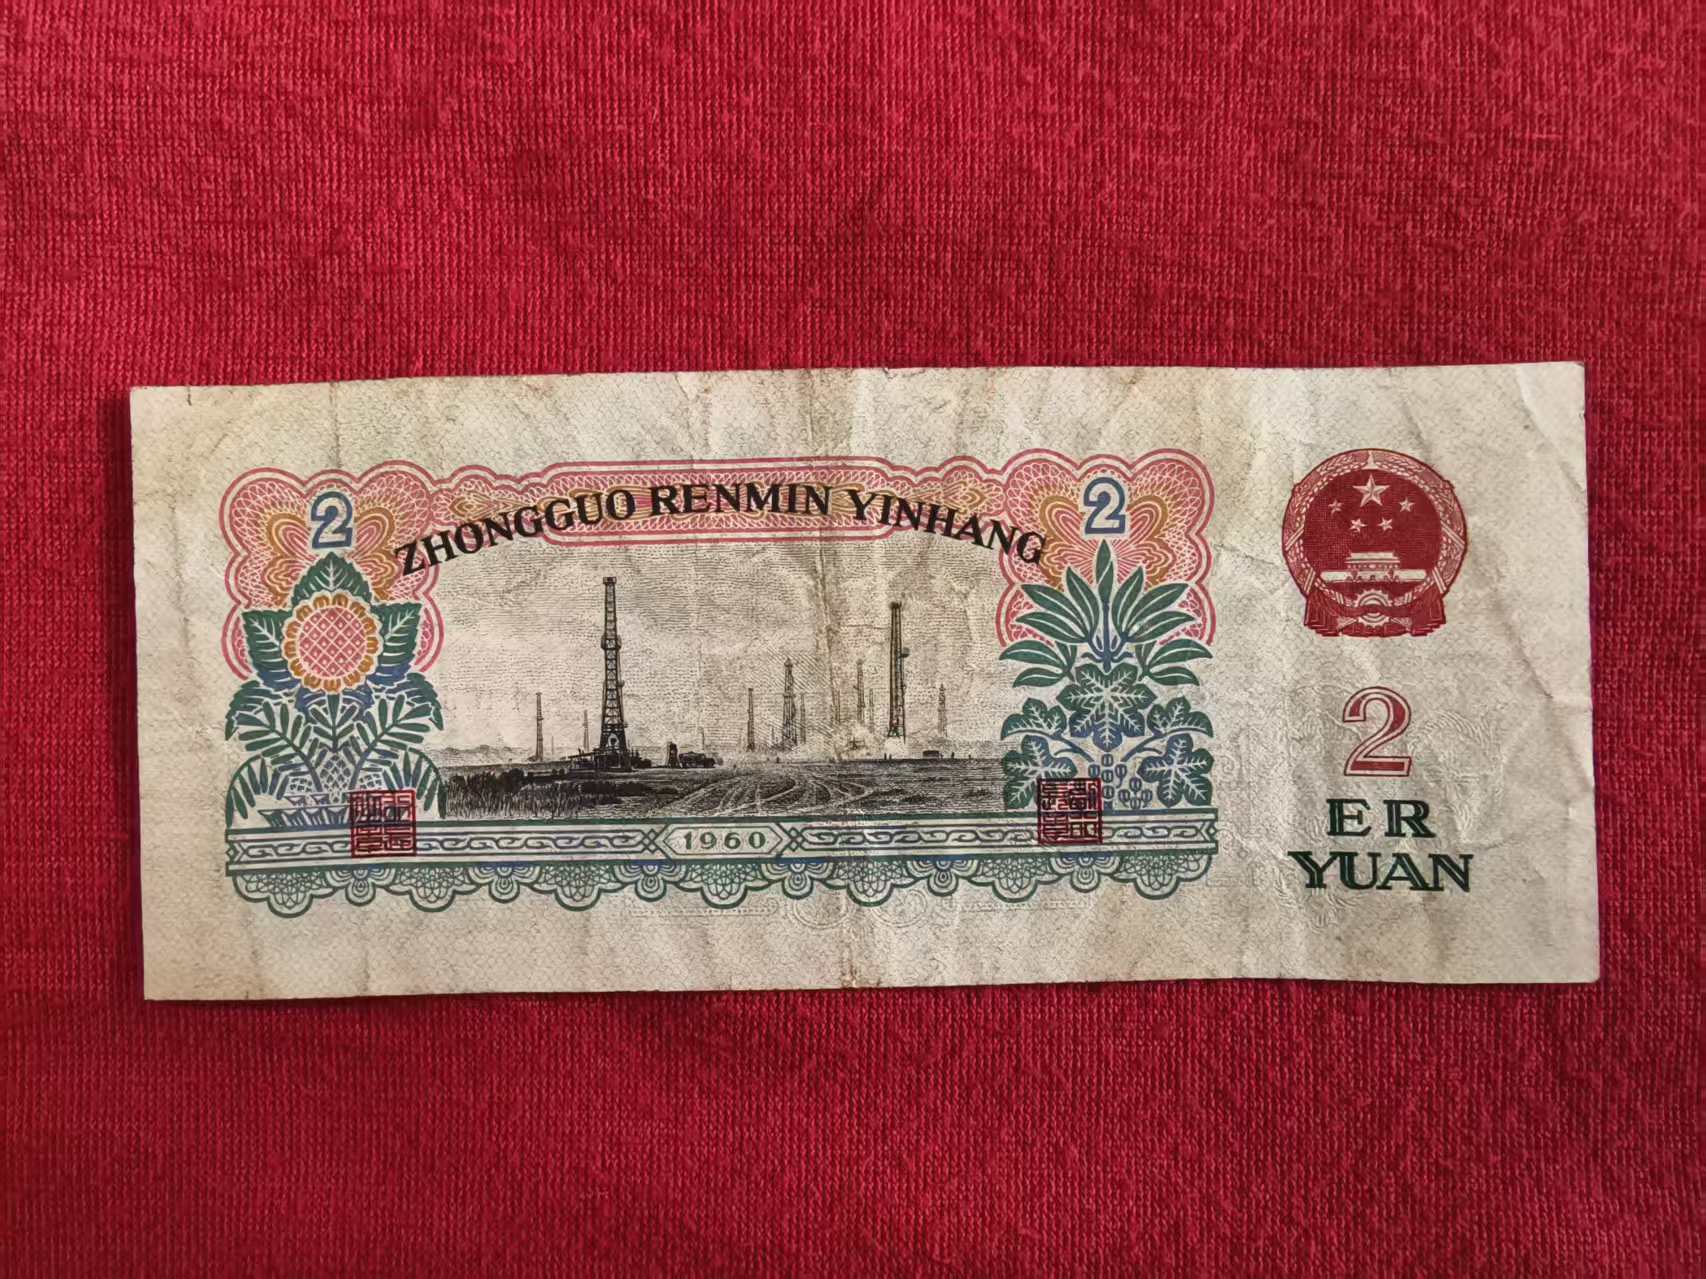 2
ZHONGGUO RENMIN YINHANG
2
1960
2
ER
YUAN